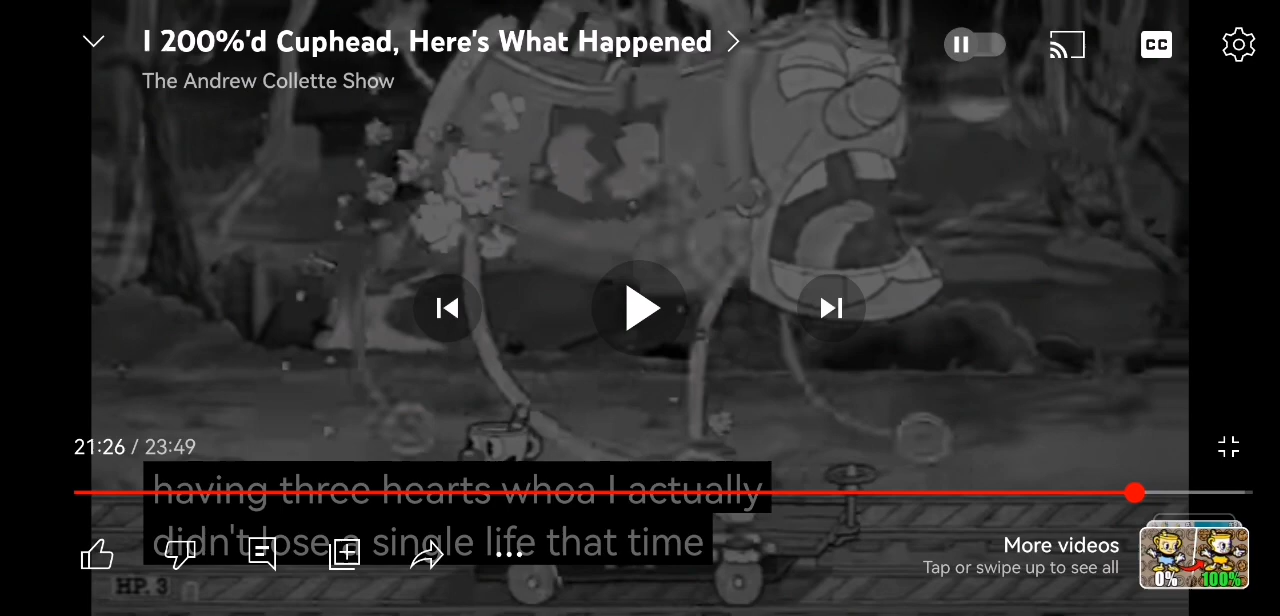 I 200%'d Cuphead, Here's What Happened
The Andrew Collette Show
CC
21:26 / 23:49
having three hearts whoa I actually
didn't lose a single life that time
More videos
Tap or swipe up to see all
0% 100%
HP. 3